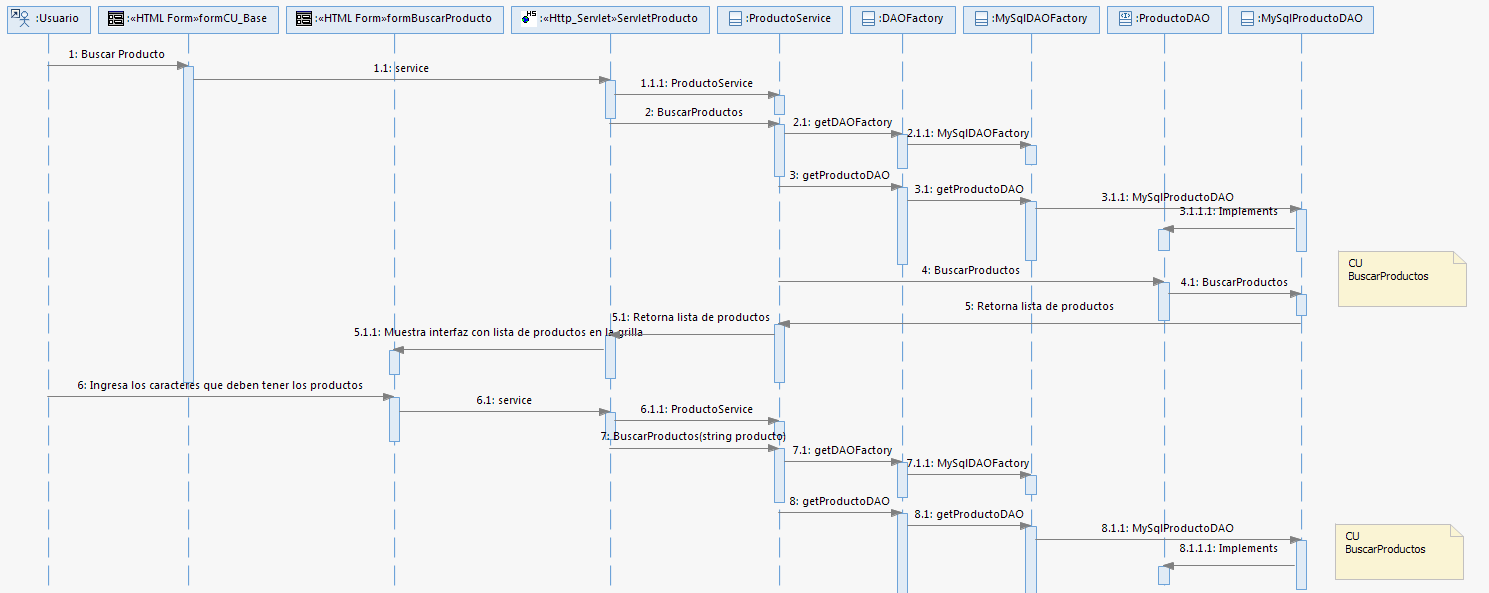 :Usuario
:«HTML Form»formCU_Base
:«HTML Form»formBuscarProducto
HS
:«Http_Servlet»ServletProducto
:ProductoService
:DAOFactory
:MySqlDAOFactory
:ProductoDAO
:MySqlProductoDAO
1: Buscar Producto
1.1: service
1.1.1: ProductoService
2: BuscarProductos
2.1: getDAOFactory
2.1.1: MySqlDAOFactory
3: getProductoDAO
3.1: getProductoDAO
3.1.1: MySqlProductoDAO
3.1.1.1: Implements
CU
BuscarProductos
4: BuscarProductos
4.1: BuscarProductos
5: Retorna lista de productos
5.1: Retorna lista de productos
5.1.1: Muestra interfaz con lista de productos en la grilla
6: Ingresa los caracteres que deben tener los productos
6.1: service
6.1.1: ProductoService
7: BuscarProductos(string producto)
7.1: getDAOFactory
7.1.1: MySqlDAOFactory
8: getProductoDAO
8.1: getProductoDAO
8.1.1: MySqlProductoDAO
8.1.1.1: Implements
CU
BuscarProductos